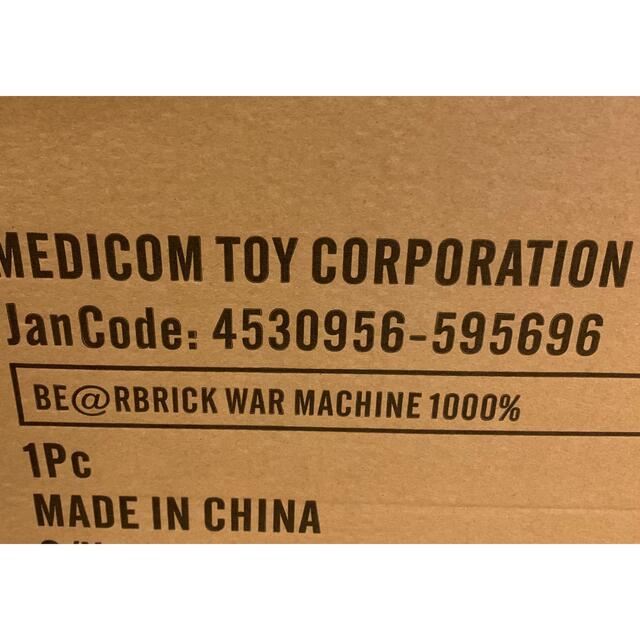 MEDICOM TOY CORPORATION
JanCode: 4530956-595696
BE@RBRICK WAR MACHINE 1000%
1Pc
MADE IN CHINA